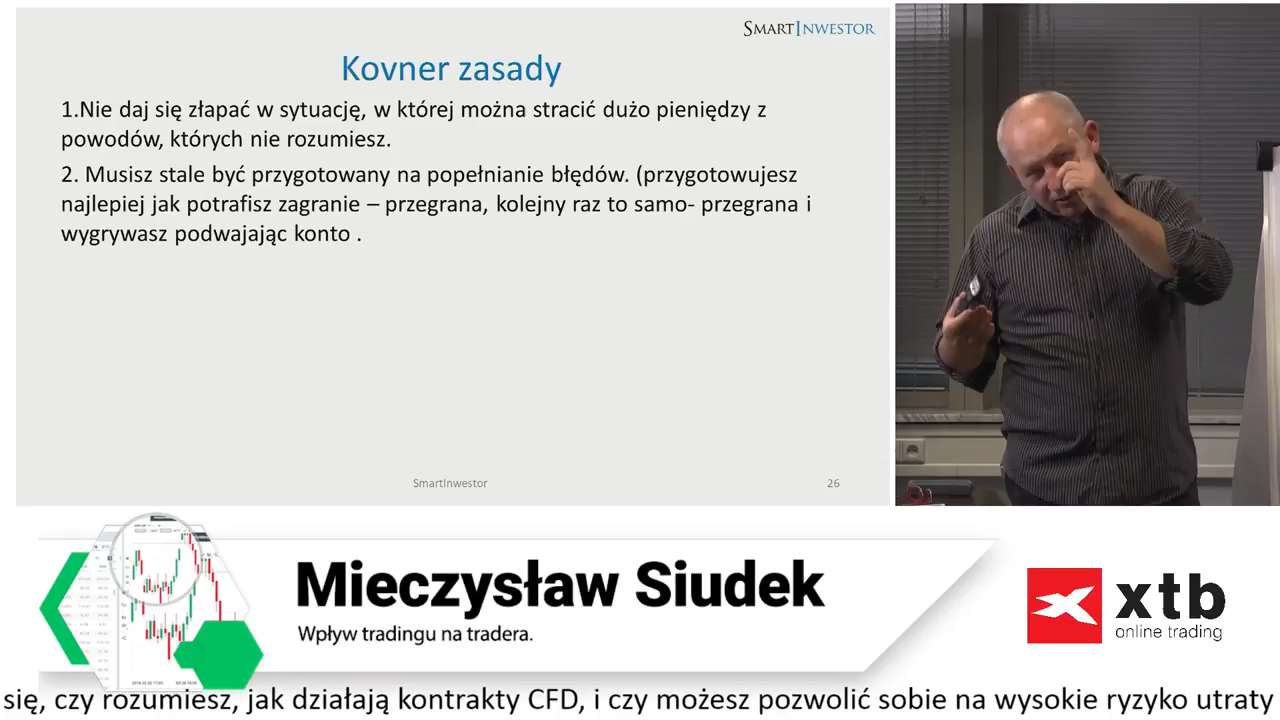 SMARTINWESTOR
Kovner zasady
1.Nie daj się złapać w sytuację, w której można stracić dużo pieniędzy z
powodów, których nie rozumiesz.
2. Musisz stale być przygotowany na popełnianie błędów. (przygotowujesz
najlepiej jak potrafisz zagranie – przegrana, kolejny raz to samo- przegrana i
wygrywasz podwajając konto .
SmartInwestor
26
Mieczysław Siudek
Wpływ tradingu na tradera.
xtb
online trading
się, czy rozumiesz, jak działają kontrakty CFD, i czy możesz pozwolić sobie na wysokie ryzyko utraty